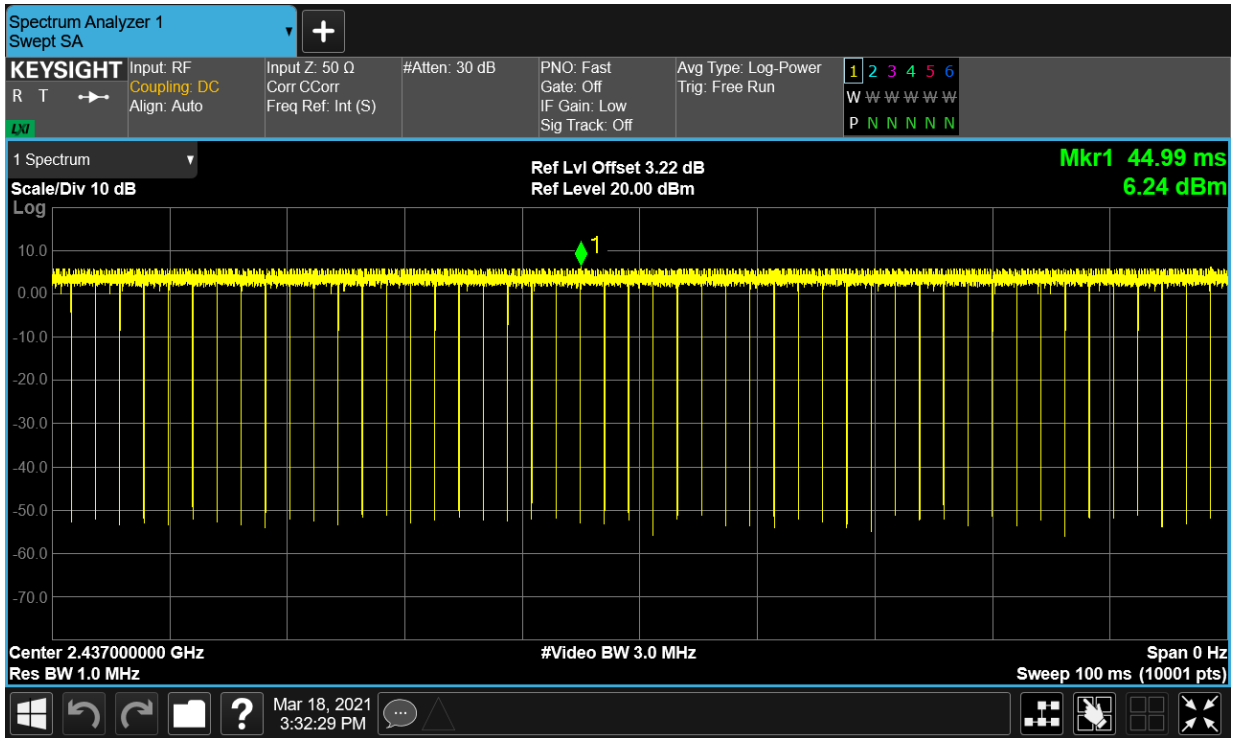 Spectrum Analyzer 1
Swept SA
KEYSIGHT
R T
LXI
Input: RF
Coupling: DC
Align: Auto
Input Z: 50 Ω
Corr CCorr
Freq Ref: Int (S)
#Atten: 30 dB
PNO: Fast
Gate: Off
IF Gain: Low
Sig Track: Off
Avg Type: Log-Power
Trig: Free Run
1 2 3 4 5 6
W W W W W W
P N N N N N
1 Spectrum
Scale/Div 10 dB
Log
Ref Lvl Offset 3.22 dB
Ref Level 20.00 dBm
Mkr1 44.99 ms
6.24 dBm
1
10.0
0.00
-10.0
-20.0
-30.0
-40.0
-50.0
-60.0
-70.0
Center 2.437000000 GHz
Res BW 1.0 MHz
#Video BW 3.0 MHz
Span 0 Hz
Sweep 100 ms (10001 pts)
?
Mar 18, 2021
3:32:29 PM